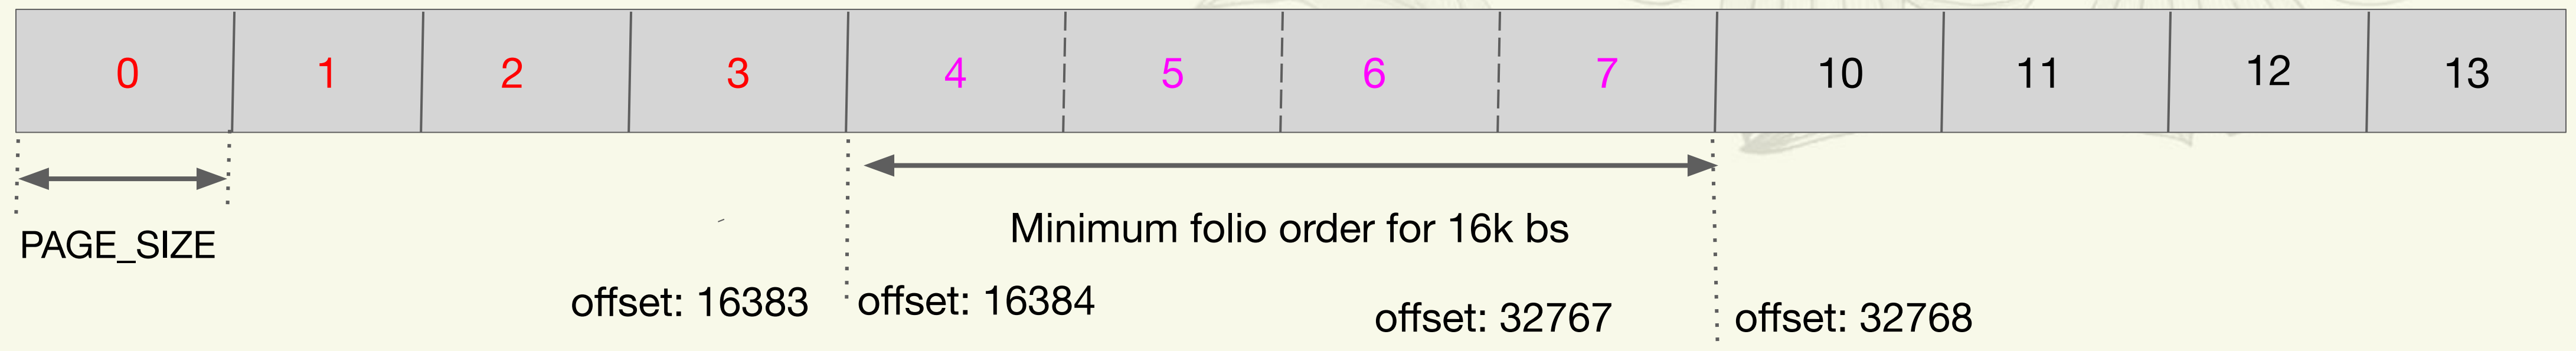 0 1 2 3 4 5 6 7 10 11 12 13
PAGE_SIZE
Minimum folio order for 16k bs
offset: 16383
offset: 16384
offset: 32767
offset: 32768